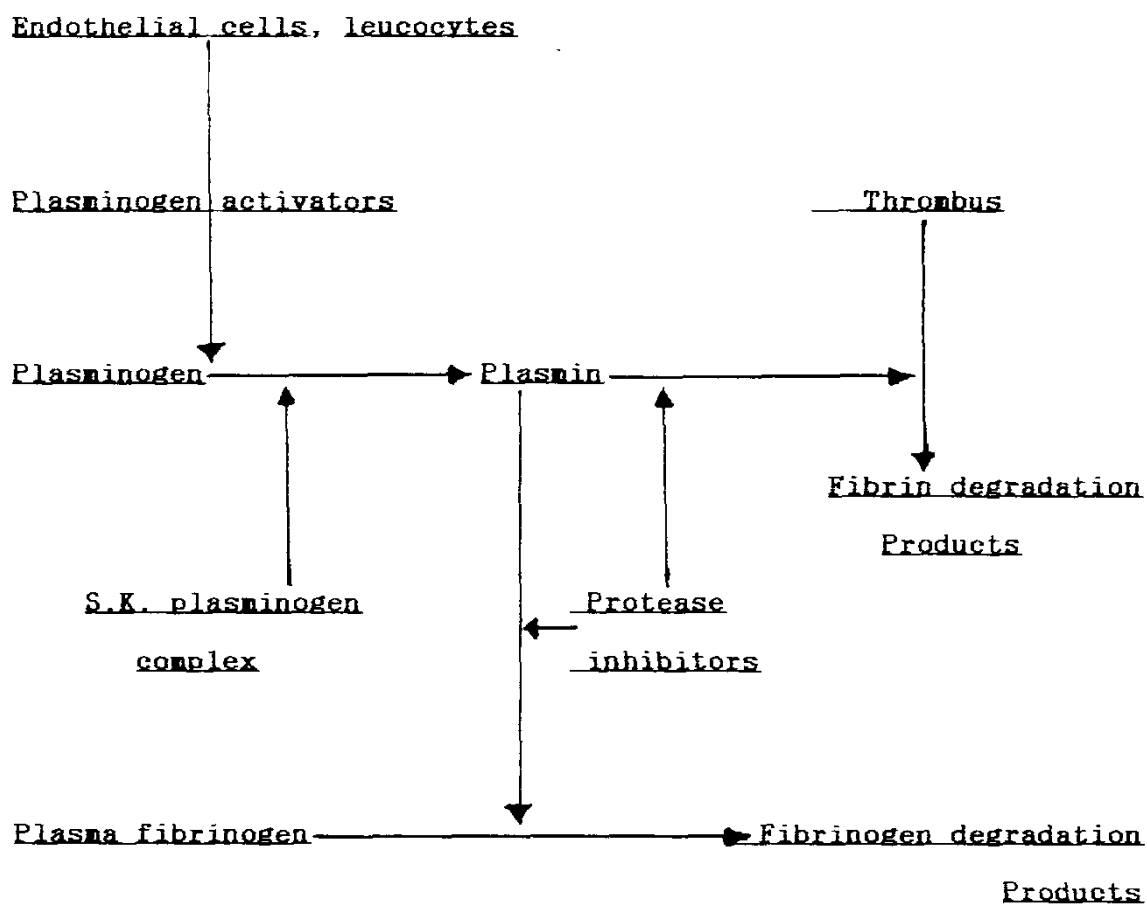 Endothelial cells, leucocytes
Plasminogen activators
Thrombus
Plasminogen
Plasmin
Fibrin degradation
Products
S.K. plasminogen
complex
Protease
inhibitors
Plasma fibrinogen
Fibrinogen degradation
Products